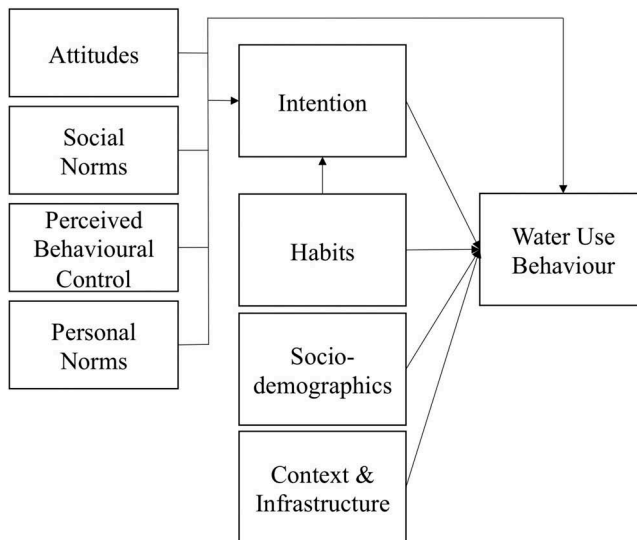 Attitudes
Social
Norms
Perceived
Behavioural
Control
Personal
Norms
Intention
Habits
Socio-
demographics
Context &
Infrastructure
Water Use
Behaviour